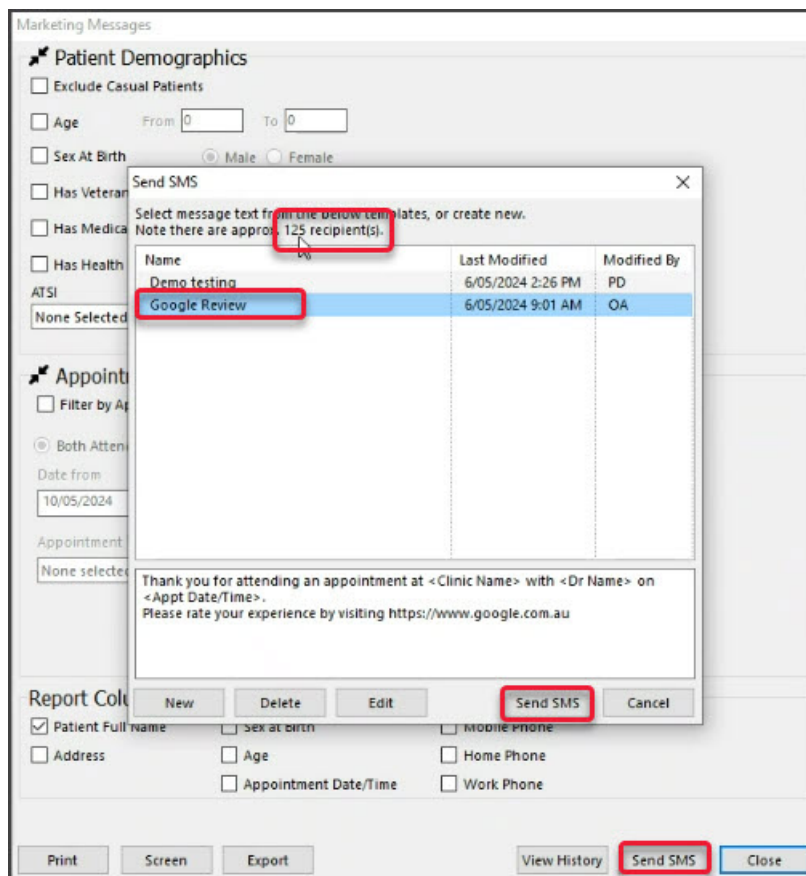 Marketing Messages
Patient Demographics
Exclude Casual Patients
Age From 0 To 0
Sex At Birth Male Female
Has Veteran
Has Medica
Has Health
ATSI
None Selected
Appoint
Filter by Ap
Both Atten
Date from
10/05/2024
Appointment
None selected
Send SMS
Select message text from the below templates, or create new.
Note there are approx. 125 recipient(s).
Name Last Modified Modified By
Demo testing 6/05/2024 2:26 PM PD
Google Review 6/05/2024 9:01 AM OA
Thank you for attending an appointment at <Clinic Name> with <Dr Name> on
<Appt Date/Time>.
Please rate your experience by visiting https://www.google.com.au
New Delete Edit Send SMS Cancel
Report Colu
Patient Full Name Sex at Birth Mobile Phone
Address Age Home Phone
Appointment Date/Time Work Phone
Print Screen Export View History Send SMS Close